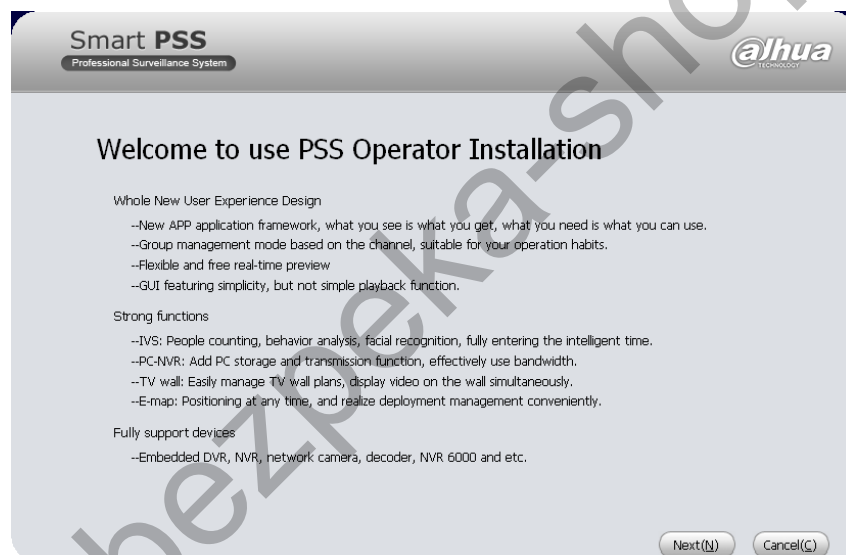 Smart PSS
Professional Surveillance System
alhua
TECHNOLOGY
Welcome to use PSS Operator Installation
Whole New User Experience Design
--New APP application framework, what you see is what you get, what you need is what you can use.
--Group management mode based on the channel, suitable for your operation habits.
--Flexible and free real-time preview
--GUI featuring simplicity, but not simple playback function.
Strong functions
--IVS: People counting, behavior analysis, facial recognition, fully entering the intelligent time.
--PC-NVR: Add PC storage and transmission function, effectively use bandwidth.
--TV wall: Easily manage TV wall plans, display video on the wall simultaneously.
--E-map: Positioning at any time, and realize deployment management conveniently.
Fully support devices
--Embedded DVR, NVR, network camera, decoder, NVR 6000 and etc.
Next(N) Cancel(C)
bezpeka-shop